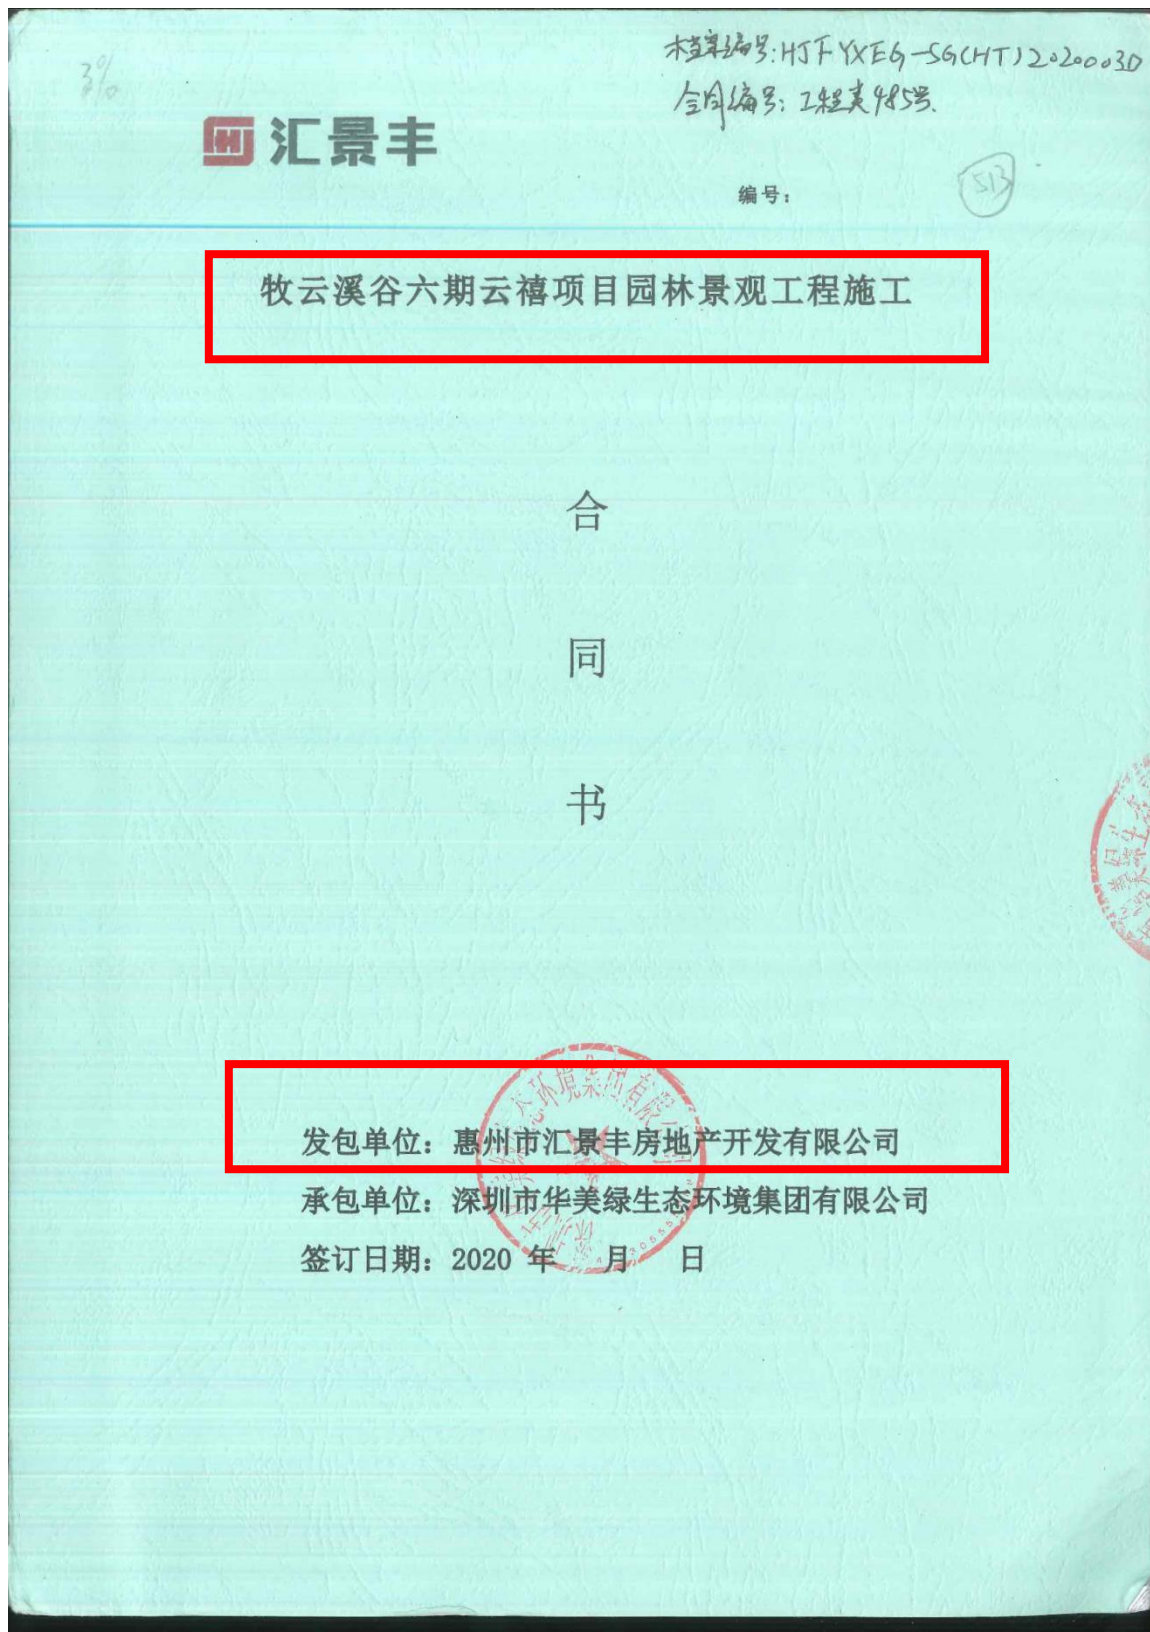 档案编号:HJFYXEG-SG(HT)2020030
合同编号:工程类485号.
3%
汇景丰
513
编号:
牧云溪谷六期云禧项目园林景观工程施工
合
同
书
发包单位:惠州市汇景丰房地产开发有限公司
承包单位:深圳市华美绿生态环境集团有限公司
签订日期:2020 年 月 日